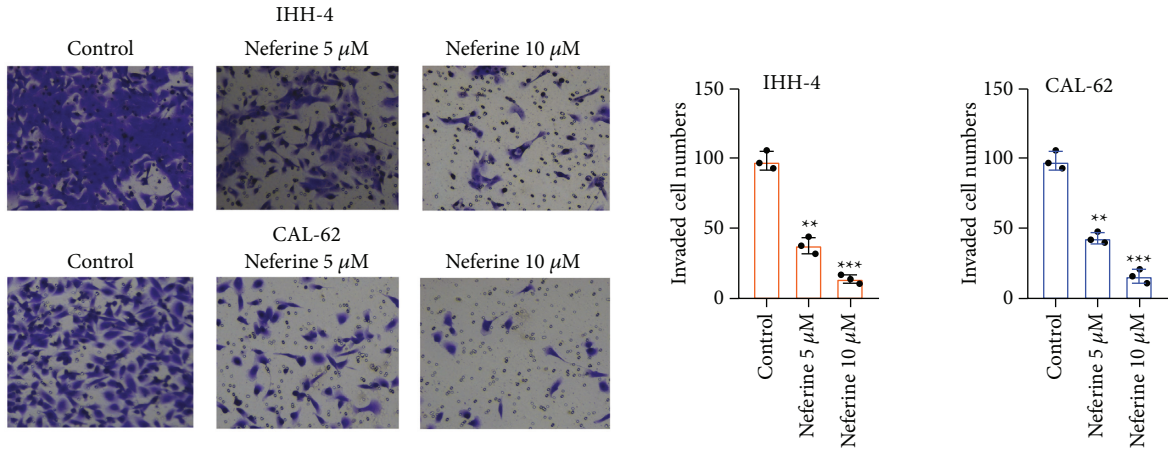 IHH-4
Control
Neferine 5 μM
Neferine 10 μM
CAL-62
Control
Neferine 5 μM
Neferine 10 μM
Invaded cell numbers
150
100
50
0
IHH-4
**
***
Control
Neferine 5 μM
Neferine 10 μM
Invaded cell numbers
150
100
50
0
CAL-62
**
***
Control
Neferine 5 μM
Neferine 10 μM